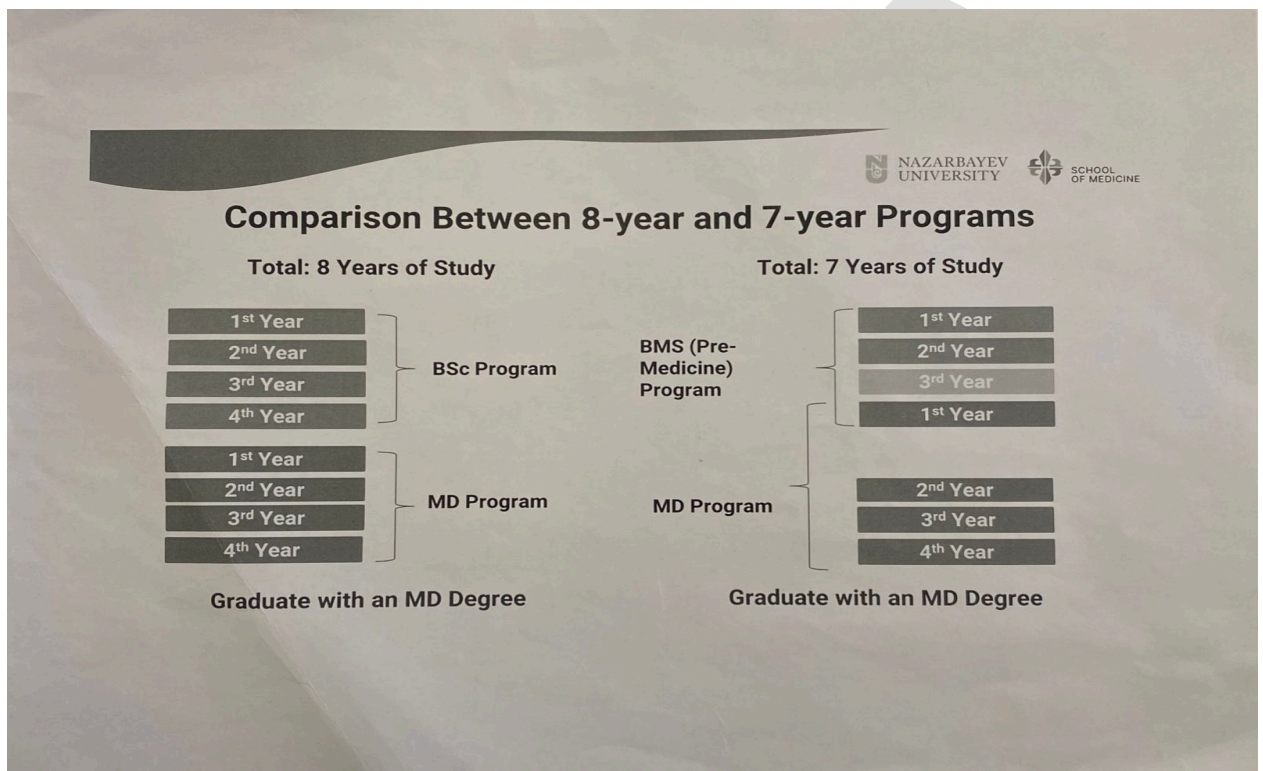 NAZARBAYEV
UNIVERSITY
SCHOOL
OF MEDICINE
Comparison Between 8-year and 7-year Programs
Total: 8 Years of Study
1st Year
2nd Year
3rd Year
4th Year
BSc Program
1st Year
2nd Year
3rd Year
4th Year
MD Program
Graduate with an MD Degree
Total: 7 Years of Study
BMS (Pre-
Medicine)
Program
1st Year
2nd Year
3rd Year
1st Year
MD Program
2nd Year
3rd Year
4th Year
Graduate with an MD Degree